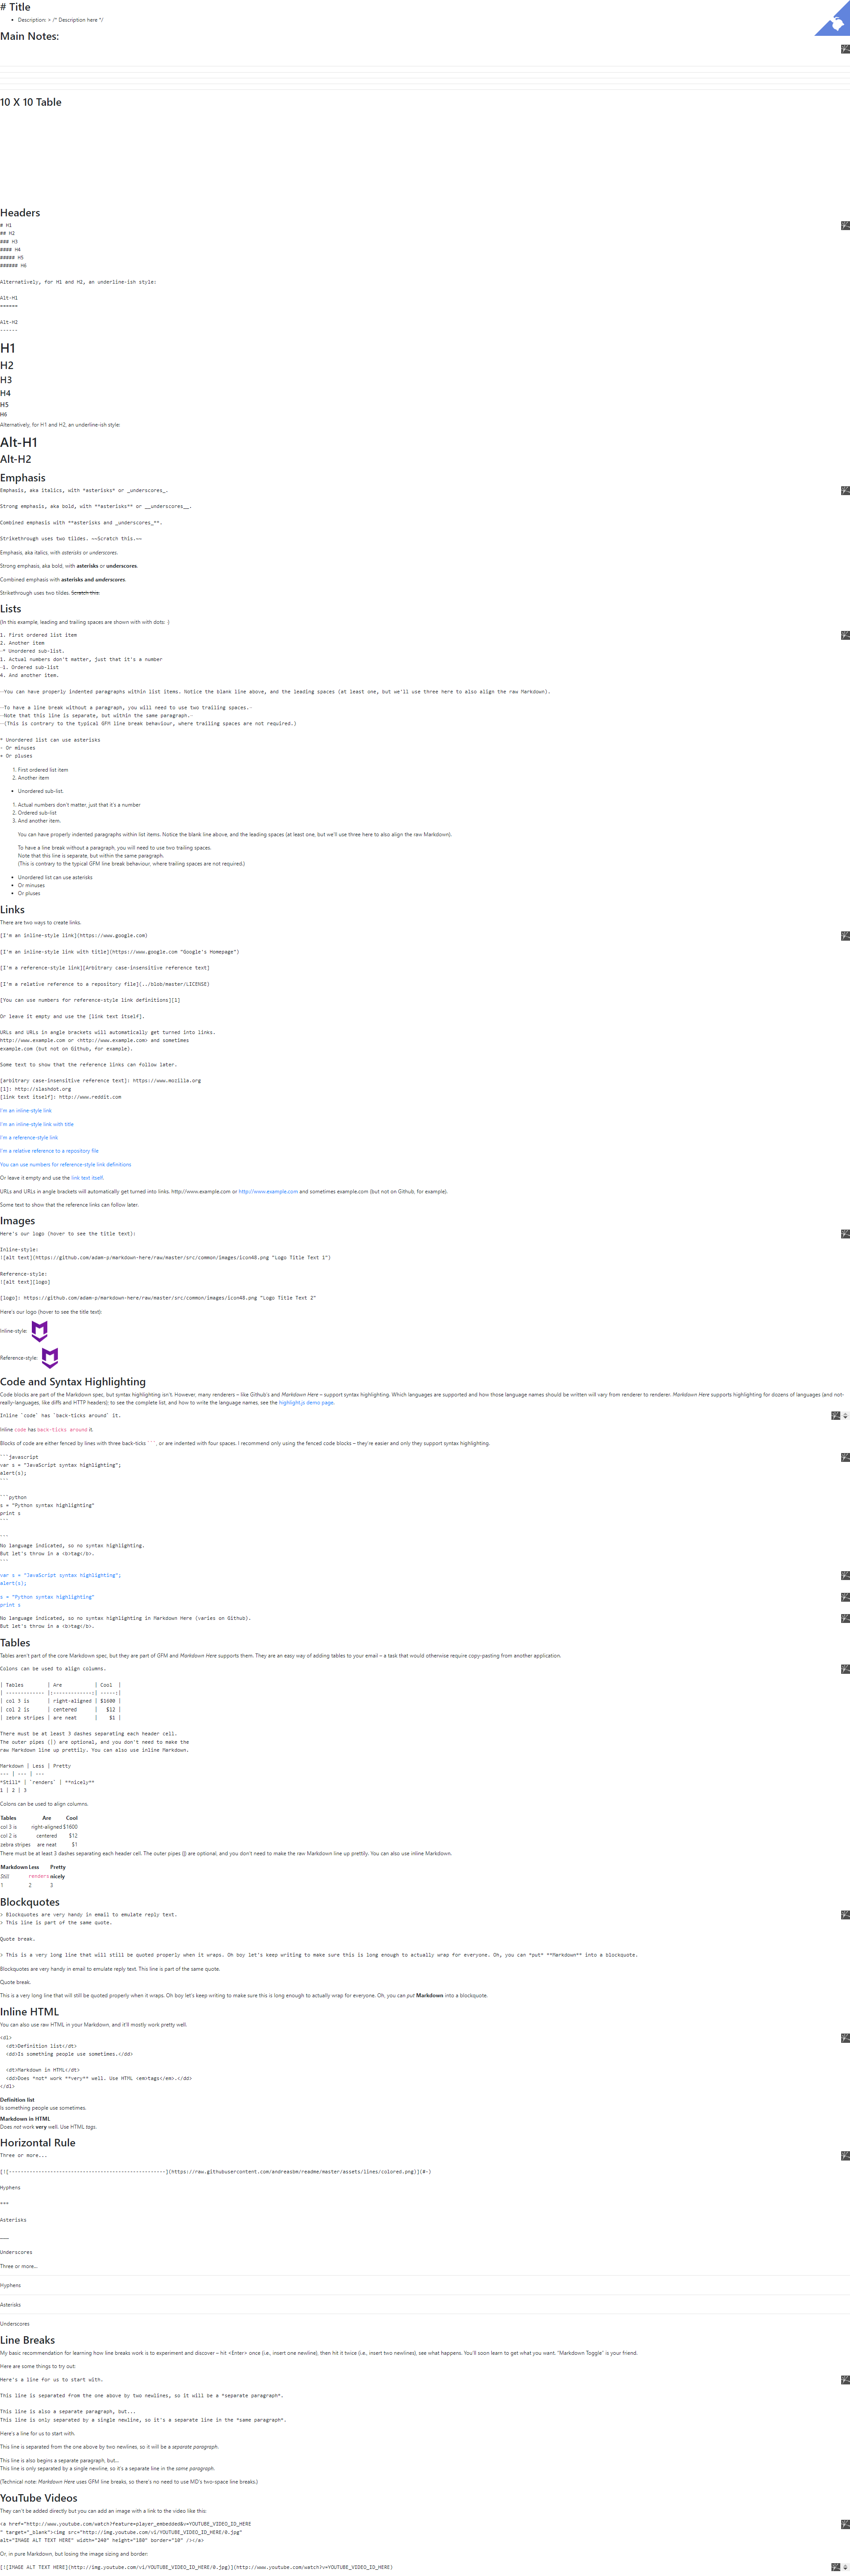 # Title
• Description: > /* Description here */
Main Notes:
10 X 10 Table
Headers
# H1
## H2
### H3
#### H4
##### H5
###### H6
Alternatively, for H1 and H2, an underline-ish style:
Alt-H1
======
Alt-H2
------
H1
H2
H3
H4
H5
H6
Alternatively, for H1 and H2, an underline-ish style:
Alt-H1
Alt-H2
Emphasis
Emphasis, aka italics, with *asterisks* or _underscores_.
Strong emphasis, aka bold, with **asterisks** or __underscores__.
Combined emphasis with **asterisks and _underscores_**.
Strikethrough uses two tildes. ~~Scratch this.~~
Emphasis, aka italics, with asterisks or underscores.
Strong emphasis, aka bold, with asterisks or underscores.
Combined emphasis with asterisks and underscores.
Strikethrough uses two tildes. Scratch this.
Lists
(In this example, leading and trailing spaces are shown with with dots: ·)
1. First ordered list item
2. Another item
·* Unordered sub-list.
1. Actual numbers don't matter, just that it's a number
·1. Ordered sub-list
4. And another item.
··You can have properly indented paragraphs within list items. Notice the blank line above, and the leading spaces (at least one, but we'll use three here to also align the raw Markdown).
··To have a line break without a paragraph, you will need to use two trailing spaces.·
·Note that this line is separate, but within the same paragraph.·
··(This is contrary to the typical GFM line break behaviour, where trailing spaces are not required.)
* Unordered list can use asterisks
- Or minuses
+ Or pluses
1. First ordered list item
2. Another item
• Unordered sub-list.
1. Actual numbers don't matter, just that it's a number
2. Ordered sub-list
3. And another item.
You can have properly indented paragraphs within list items. Notice the blank line above, and the leading spaces (at least one, but we'll use three here to also align the raw Markdown).
To have a line break without a paragraph, you will need to use two trailing spaces.
Note that this line is separate, but within the same paragraph.
(This is contrary to the typical GFM line break behaviour, where trailing spaces are not required.)
• Unordered list can use asterisks
• Or minuses
• Or pluses
Links
There are two ways to create links.
[I'm an inline-style link](https://www.google.com)
[I'm an inline-style link with title](https://www.google.com "Google's Homepage")
[I'm a reference-style link][Arbitrary case-insensitive reference text]
[I'm a relative reference to a repository file](../blob/master/LICENSE)
[You can use numbers for reference-style link definitions][1]
Or leave it empty and use the [link text itself].
URLs and URLs in angle brackets will automatically get turned into links.
http://www.example.com or <http://www.example.com> and sometimes
example.com (but not on Github, for example).
Some text to show that the reference links can follow later.
[arbitrary case-insensitive reference text]: https://www.mozilla.org
[1]: http://slashdot.org
[link text itself]: http://www.reddit.com
I'm an inline-style link
I'm an inline-style link with title
I'm a reference-style link
I'm a relative reference to a repository file
You can use numbers for reference-style link definitions
Or leave it empty and use the link text itself.
URLs and URLs in angle brackets will automatically get turned into links. http://www.example.com or http://www.example.com and sometimes example.com (but not on Github, for example).
Some text to show that the reference links can follow later.
Images
Here's our logo (hover to see the title text):
Inline-style:
![alt text](https://github.com/adam-p/markdown-here/raw/master/src/common/images/icon48.png "Logo Title Text 1")
Reference-style:
![alt text][logo]
[logo]: https://github.com/adam-p/markdown-here/raw/master/src/common/images/icon48.png "Logo Title Text 2"
Here's our logo (hover to see the title text):
Inline-style:
Reference-style:
Code and Syntax Highlighting
Code blocks are part of the Markdown spec, but syntax highlighting isn't. However, many renderers – like Github's and Markdown Here – support syntax highlighting. Which languages are supported and how those language names should be written will vary from renderer to renderer. Markdown Here supports highlighting for dozens of languages (and not-
really-languages, like diffs and HTTP headers); to see the complete list, and how to write the language names, see the highlight.js demo page.
Inline `code` has `back-ticks around` it.
Inline code has back-ticks around it.
Blocks of code are either fenced by lines with three back-ticks ```, or are indented with four spaces. I recommend only using the fenced code blocks – they're easier and only they support syntax highlighting.
```javascript
var s = "JavaScript syntax highlighting";
alert(s);
```
```python
s = "Python syntax highlighting"
print s
```
```
No language indicated, so no syntax highlighting.
But let's throw in a <b>tag</b>.
```
var s = "JavaScript syntax highlighting";
alert(s);
s = "Python syntax highlighting"
print s
No language indicated, so no syntax highlighting in Markdown Here (varies on Github).
But let's throw in a <b>tag</b>.
Tables
Tables aren't part of the core Markdown spec, but they are part of GFM and Markdown Here supports them. They are an easy way of adding tables to your email – a task that would otherwise require copy-pasting from another application.
Colons can be used to align columns.
| Tables        | Are           | Cool  |
| ------------- |:-------------:| -----:|
| col 3 is      | right-aligned | $1600 |
| col 2 is      | centered      |   $12 |
| zebra stripes | are neat      |    $1 |
There must be at least 3 dashes separating each header cell.
The outer pipes (|) are optional, and you don't need to make the
raw Markdown line up prettily. You can also use inline Markdown.
Markdown | Less | Pretty
--- | --- | ---
*Still* | `renders` | **nicely**
1 | 2 | 3
Colons can be used to align columns.
Tables Are Cool
col 3 is right-aligned $1600
col 2 is centered $12
zebra stripes are neat $1
There must be at least 3 dashes separating each header cell. The outer pipes (|) are optional, and you don't need to make the raw Markdown line up prettily. You can also use inline Markdown.
Markdown Less Pretty
Still renders nicely
1 2 3
Blockquotes
> Blockquotes are very handy in email to emulate reply text.
> This line is part of the same quote.
Quote break.
> This is a very long line that will still be quoted properly when it wraps. Oh boy let's keep writing to make sure this is long enough to actually wrap for everyone. Oh, you can *put* **Markdown** into a blockquote.
Blockquotes are very handy in email to emulate reply text. This line is part of the same quote.
Quote break.
This is a very long line that will still be quoted properly when it wraps. Oh boy let's keep writing to make sure this is long enough to actually wrap for everyone. Oh, you can put Markdown into a blockquote.
Inline HTML
You can also use raw HTML in your Markdown, and it'll mostly work pretty well.
<dl>
<dt>Definition list</dt>
<dd>Is something people use sometimes.</dd>
<dt>Markdown in HTML</dt>
<dd>Does *not* work **very** well. Use HTML <em>tags</em>.</dd>
</dl>
Definition list
Is something people use sometimes.
Markdown in HTML
Does not work very well. Use HTML tags.
Horizontal Rule
Three or more...
[![-----------------------------------------------------](https://raw.githubusercontent.com/andreasbm/readme/master/assets/lines/colored.png)](#-)
Hyphens
***
Asterisks
___
Underscores
Three or more...
Hyphens
Asterisks
Underscores
Line Breaks
My basic recommendation for learning how line breaks work is to experiment and discover – hit <Enter> once (i.e., insert one newline), then hit it twice (i.e., insert two newlines), see what happens. You'll soon learn to get what you want. "Markdown Toggle" is your friend.
Here are some things to try out:
Here's a line for us to start with.
This line is separated from the one above by two newlines, so it will be a *separate paragraph*.
This line is also a separate paragraph, but...
This line is only separated by a single newline, so it's a separate line in the *same paragraph*.
Here's a line for us to start with.
This line is separated from the one above by two newlines, so it will be a separate paragraph.
This line is also begins a separate paragraph, but...
This line is only separated by a single newline, so it's a separate line in the same paragraph.
(Technical note: Markdown Here uses GFM line breaks, so there's no need to use MD's two-space line breaks.)
YouTube Videos
They can't be added directly but you can add an image with a link to the video like this:
<a href="http://www.youtube.com/watch?feature=player_embedded&v=YOUTUBE_VIDEO_ID_HERE
" target="_blank"><img src="http://img.youtube.com/vi/YOUTUBE_VIDEO_ID_HERE/0.jpg"
alt="IMAGE ALT TEXT HERE" width="240" height="180" border="10" /></a>
Or, in pure Markdown, but losing the image sizing and border:
[![IMAGE ALT TEXT HERE](http://img.youtube.com/vi/YOUTUBE_VIDEO_ID_HERE/0.jpg)](http://www.youtube.com/watch?v=YOUTUBE_VIDEO_ID_HERE)